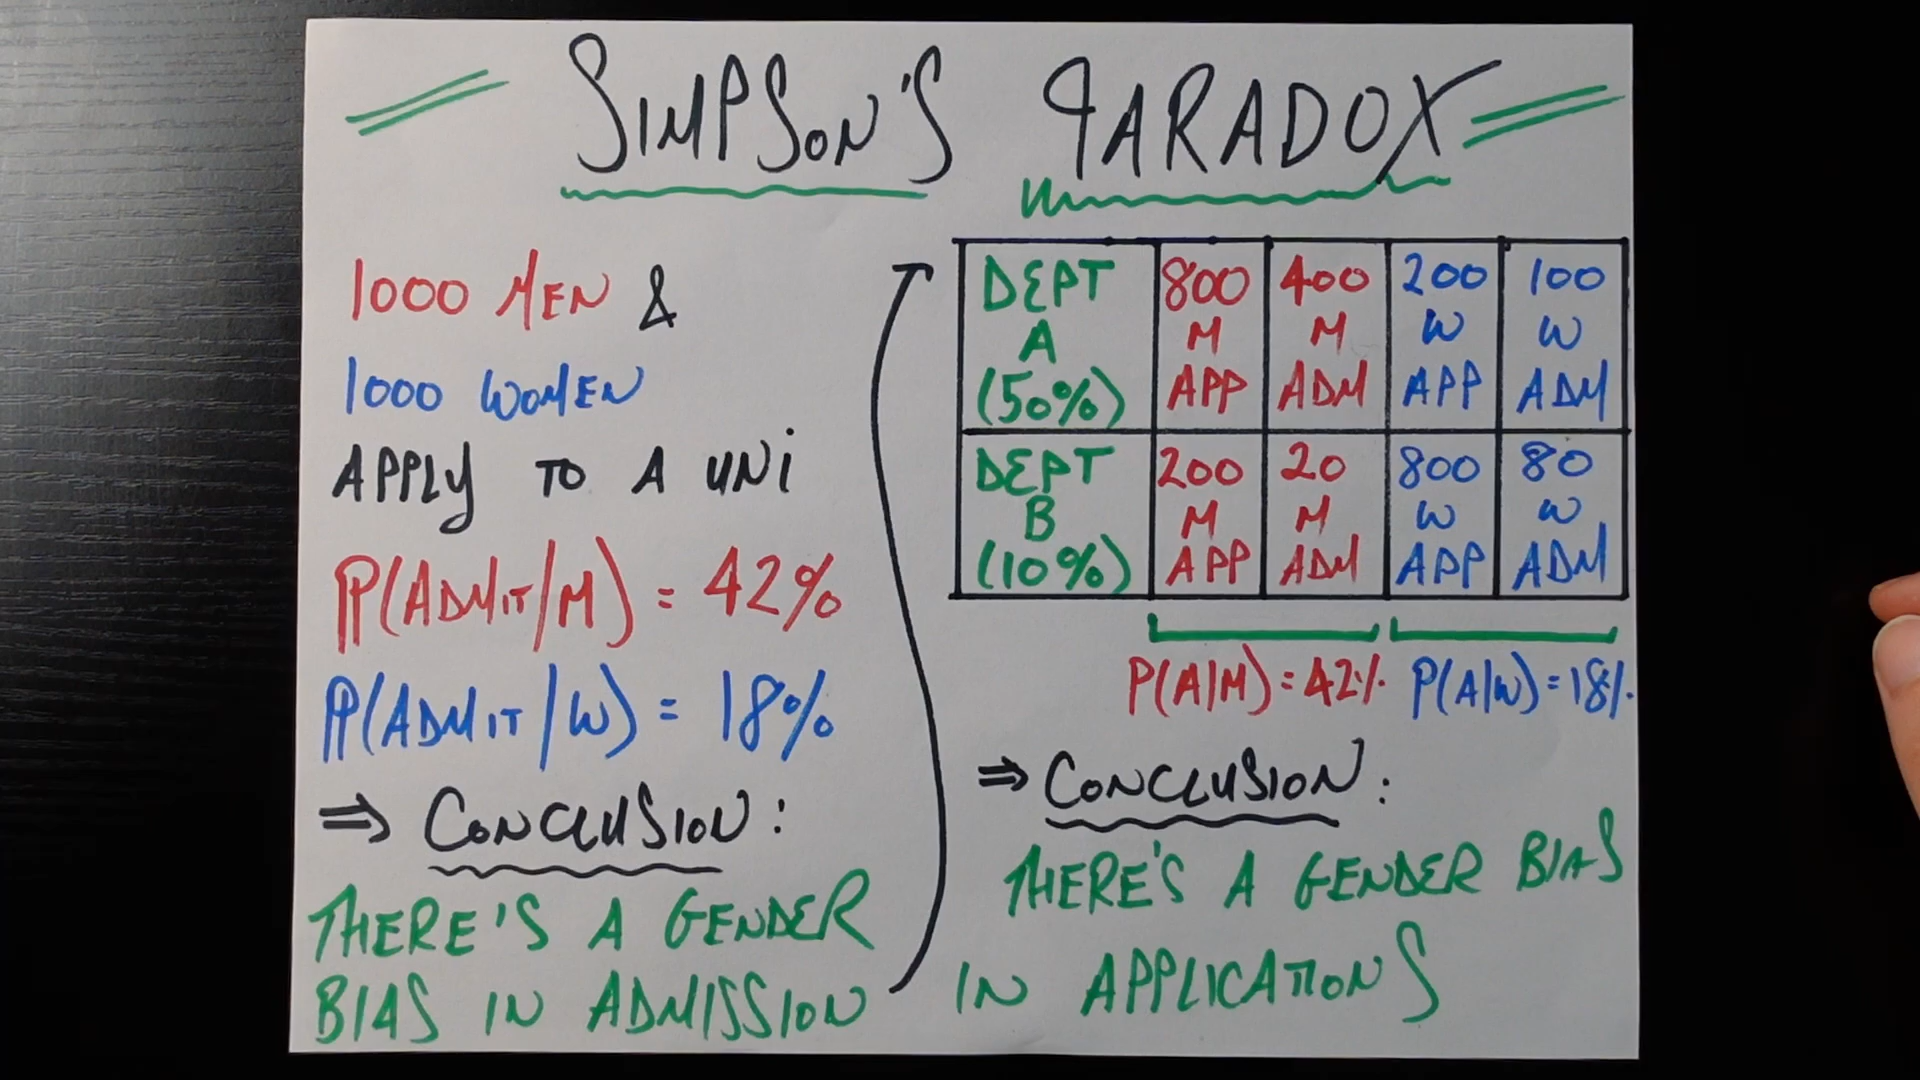 SIMPSON'S PARADOX
1000 MEN &
1000 WOMEN
APPLY TO A UNI
P(ADMIT/M) = 42%
P(ADMIT/W) = 18%
⇒ CONCLUSION:
THERE'S A GENDER
BIAS IN ADMISSION
DEPT 800 400 200 100
A M M W W
(50%) APP ADM APP ADM
DEPT 200 20 800 80
B M M W W
(10%) APP ADM APP ADM
P(A|M)=42% P(A|W)=18%
⇒ CONCLUSION:
THERE'S A GENDER BIAS
IN APPLICATIONS